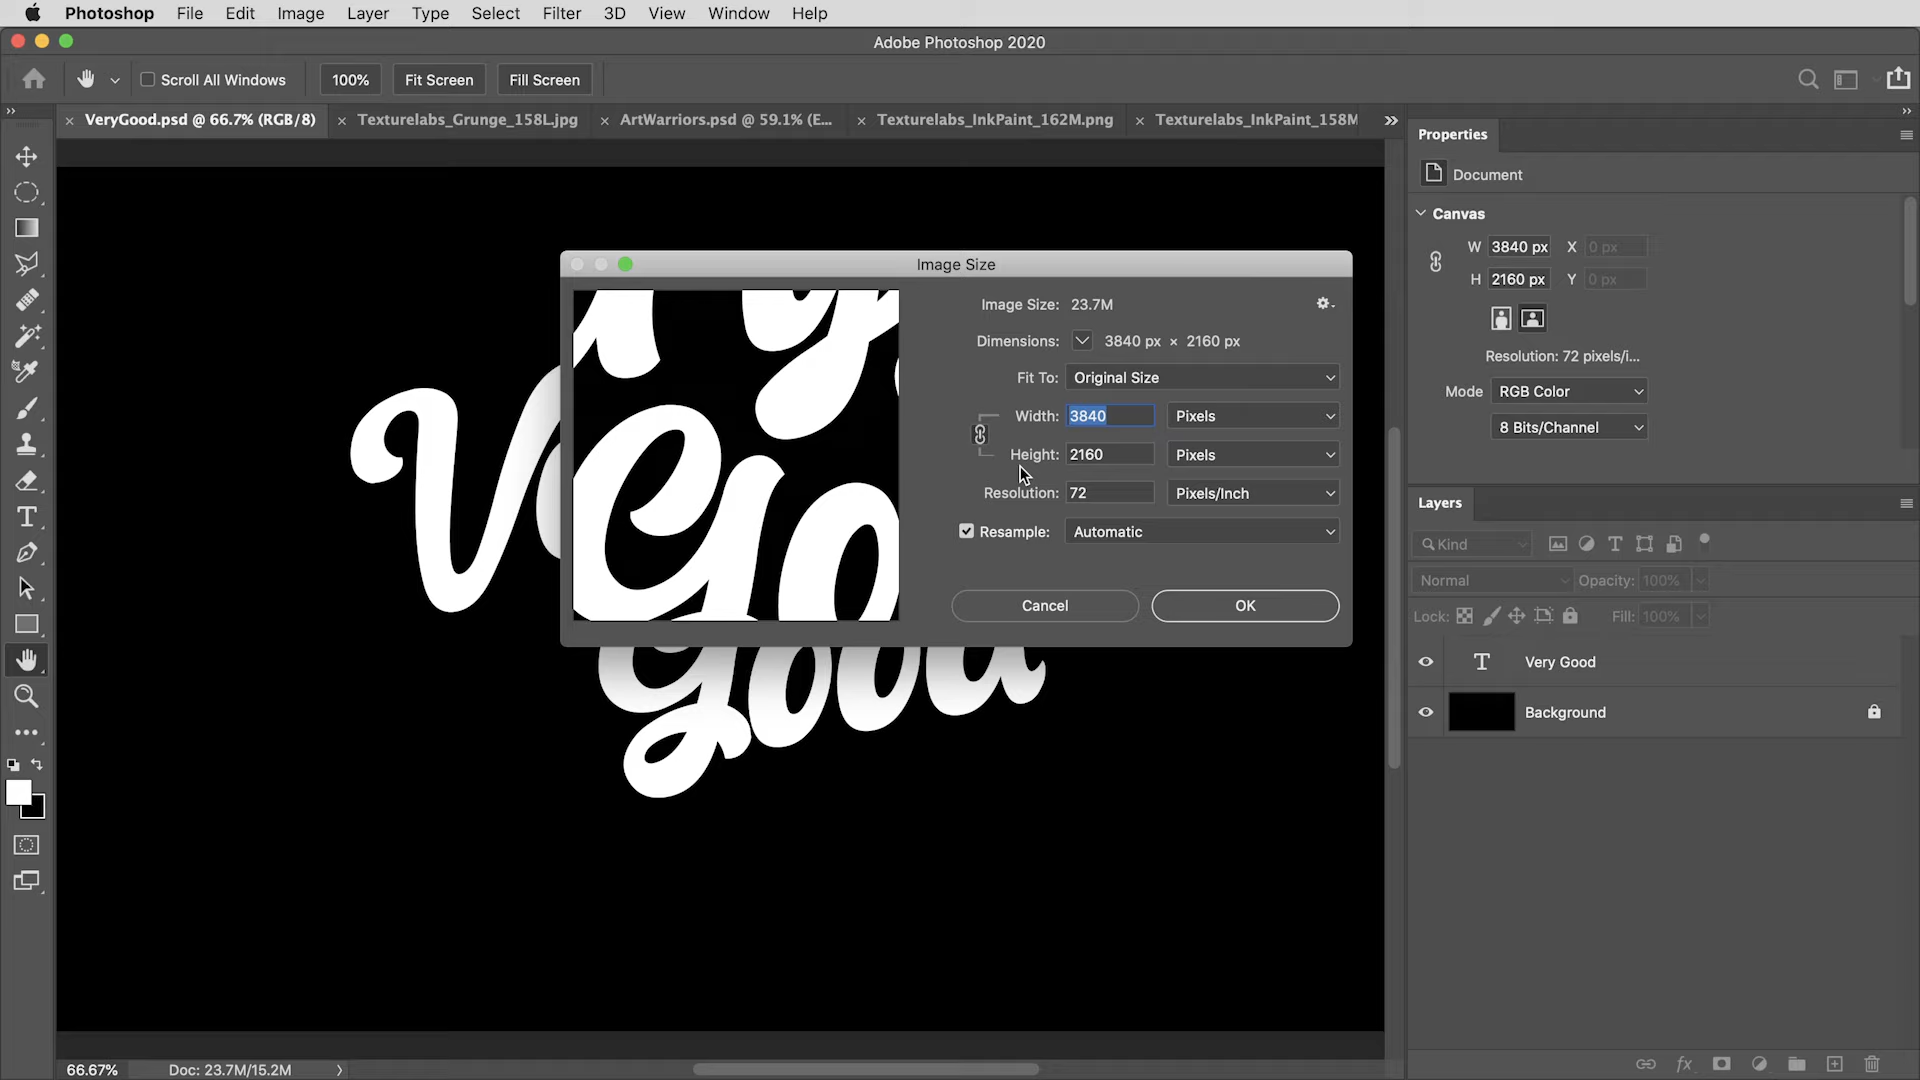 Photoshop File Edit Image Layer Type Select Filter 3D View Window Help
Adobe Photoshop 2020
Scroll All Windows 100% Fit Screen Fill Screen
VeryGood.psd @ 66.7% (RGB/8) Texturelabs_Grunge_158L.jpg ArtWarriors.psd @ 59.1% (E... Texturelabs_InkPaint_162M.png Texturelabs_InkPaint_158M
Properties
Document
Canvas
W 3840 px X 0 px
H 2160 px Y 0 px
Resolution: 72 pixels/i...
Mode RGB Color
8 Bits/Channel
Image Size
Image Size: 23.7M
Dimensions: 3840 px × 2160 px
Fit To: Original Size
Width: 3840 Pixels
Height: 2160 Pixels
Resolution: 72 Pixels/Inch
Resample: Automatic
Cancel OK
Good
Layers
Kind
Normal Opacity: 100%
Lock: Fill: 100%
Very Good
Background
66.67% Doc: 23.7M/15.2M